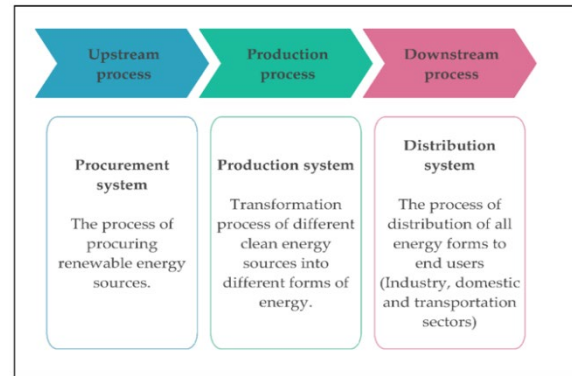 Upstream
process
Production
process
Downstream
process
Procurement
system
The process of
procuring
renewable energy
sources.
Production system
Transformation
process of different
clean energy
sources into
different forms of
energy.
Distribution
system
The process of
distribution of all
energy forms to
end users
(Industry, domestic
and transportation
sectors)